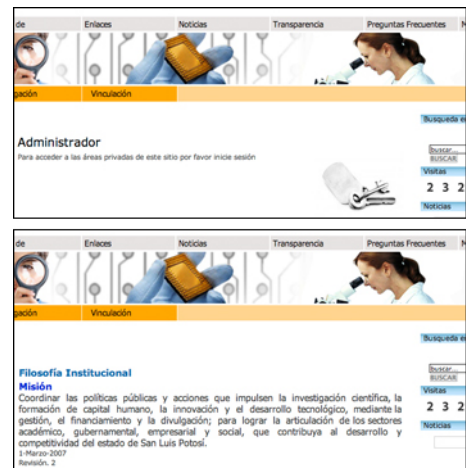 de Enlaces Noticias Transparencia Preguntas Frecuentes M
gación Vinculación
Busqueda e
Administrador
Para acceder a las áreas privadas de este sitio por favor inicie sesión
buscar...
BUSCAR
Visitas
2 3 2
Noticias
de Enlaces Noticias Transparencia Preguntas Frecuentes M
gación Vinculación
Busqueda e
Filosofía Institucional
buscar...
BUSCAR
Misión
Visitas
Coordinar las políticas públicas y acciones que impulsen la investigación científica, la
formación de capital humano, la innovación y el desarrollo tecnológico, mediante la
2 3 2
gestión, el financiamiento y la divulgación; para lograr la articulación de los sectores
Noticias
académico, gubernamental, empresarial y social, que contribuya al desarrollo y
competitividad del estado de San Luis Potosí.
1-Marzo-2007
Revisión. 2